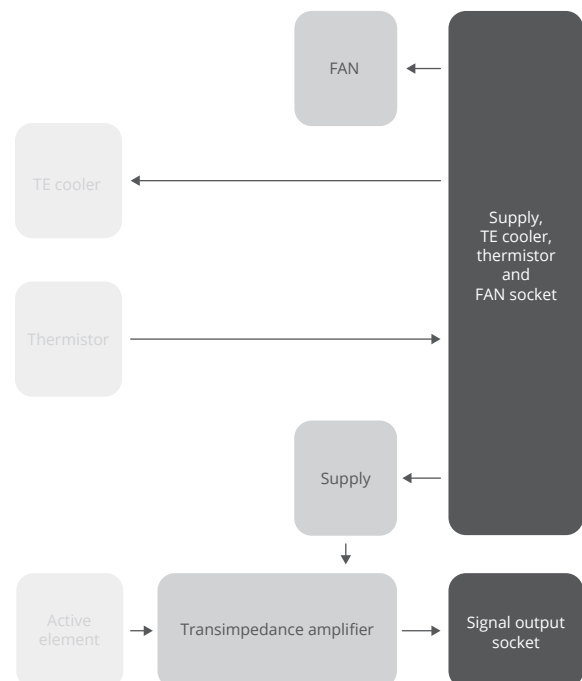 FAN
TE cooler
Supply,
TE cooler,
thermistor
and
FAN socket
Thermistor
Supply
Active
element
Transimpedance amplifier
Signal output
socket